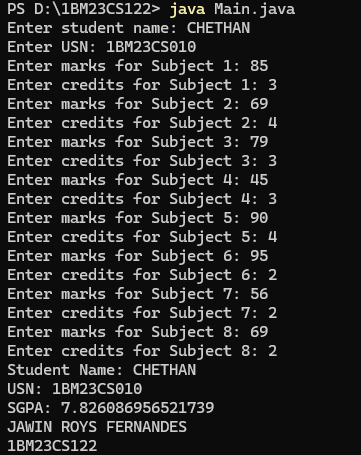 PS D:\1BM23CS122> java Main.java
Enter student name: CHETHAN
Enter USN: 1BM23CS010
Enter marks for Subject 1: 85
Enter credits for Subject 1: 3
Enter marks for Subject 2: 69
Enter credits for Subject 2: 4
Enter marks for Subject 3: 79
Enter credits for Subject 3: 3
Enter marks for Subject 4: 45
Enter credits for Subject 4: 3
Enter marks for Subject 5: 90
Enter credits for Subject 5: 4
Enter marks for Subject 6: 95
Enter credits for Subject 6: 2
Enter marks for Subject 7: 56
Enter credits for Subject 7: 2
Enter marks for Subject 8: 69
Enter credits for Subject 8: 2
Student Name: CHETHAN
USN: 1BM23CS010
SGPA: 7.826086956521739
JAWIN ROYS FERNANDES
1BM23CS122